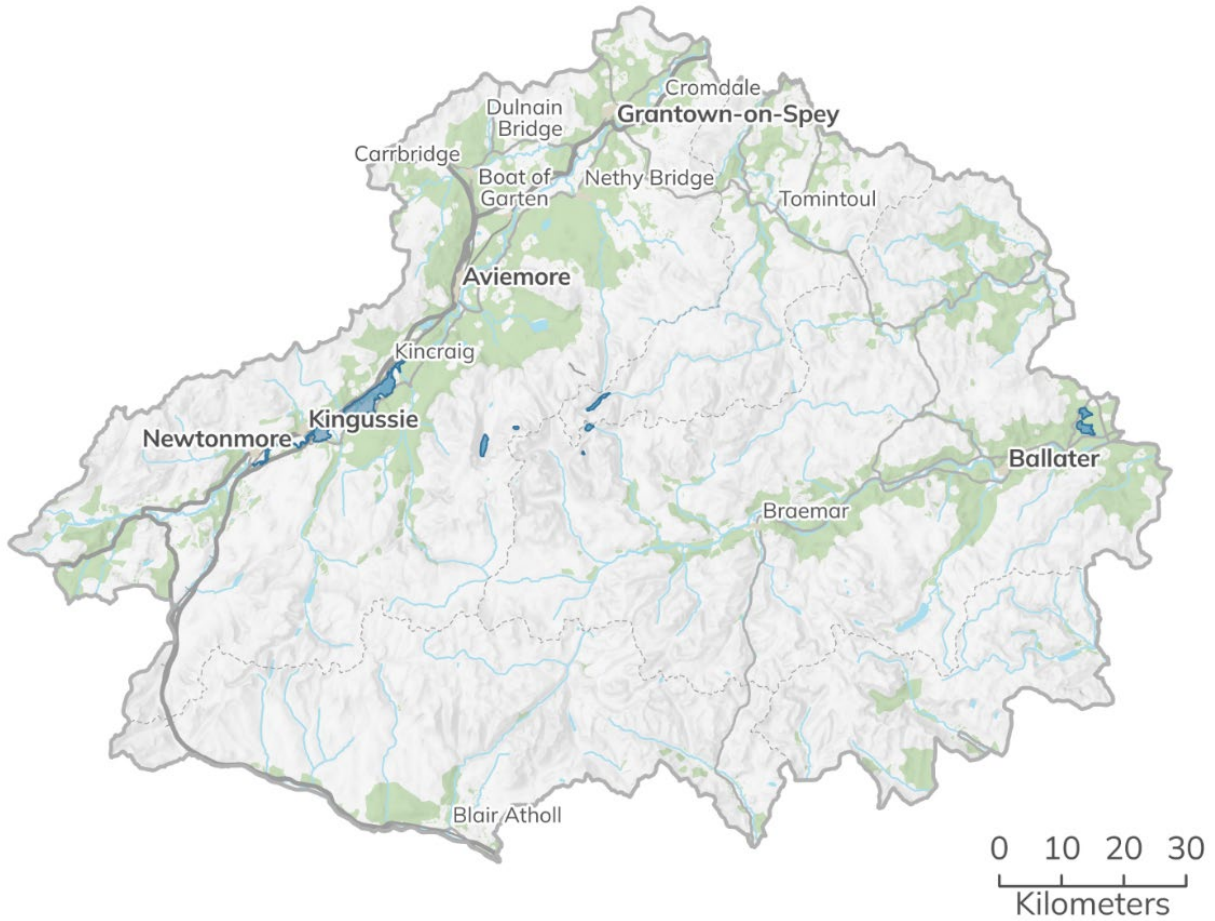 Cromdale
Grantown-on-Spey
Dulnain
Bridge
Carrbridge
Boat of
Garten
Nethy Bridge
Tomintoul
Aviemore
Kincraig
Kingussie
Newtonmore
Ballater
Braemar
Blair Atholl
0 10 20 30
Kilometers